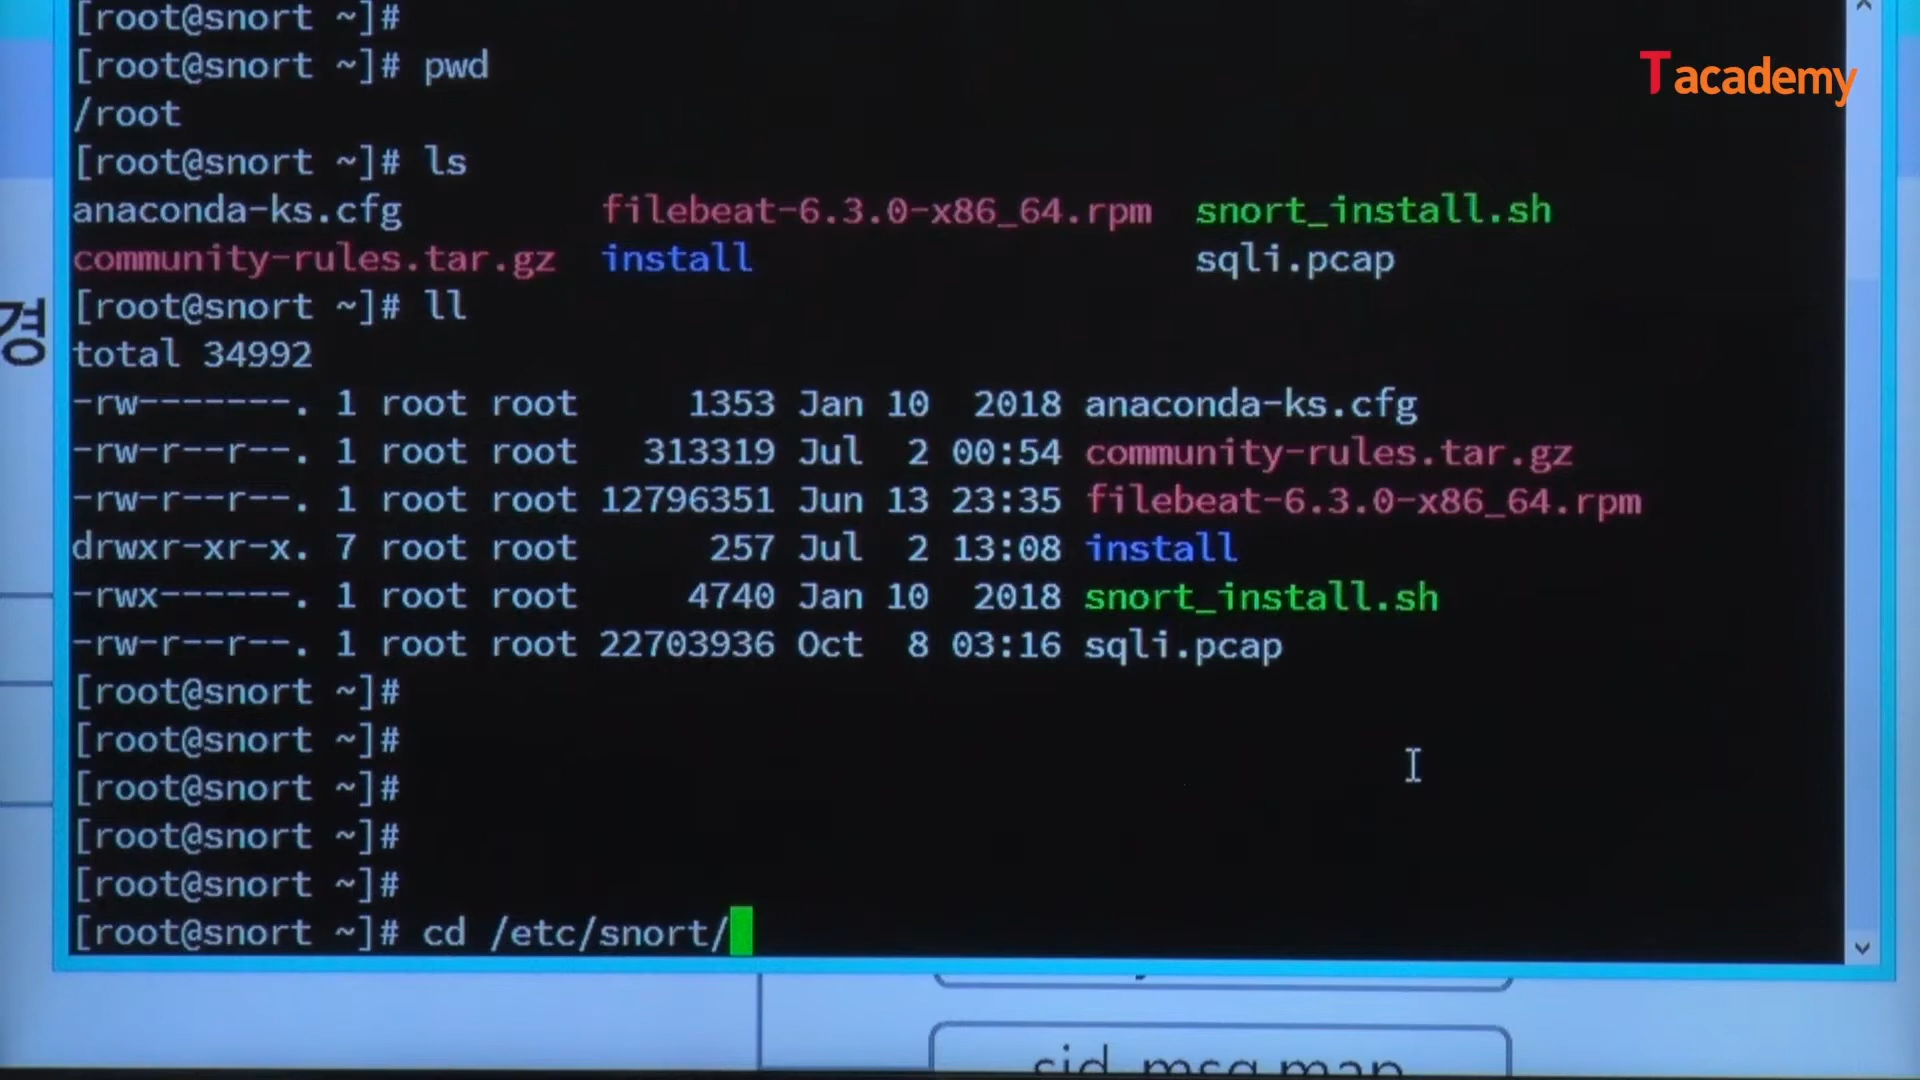 [root@snort ~]#
[root@snort ~]# pwd
/root
[root@snort ~]# ls
anaconda-ks.cfg filebeat-6.3.0-x86_64.rpm snort_install.sh
community-rules.tar.gz install sqli.pcap
[root@snort ~]# ll
total 34992
-rw-------. 1 root root 1353 Jan 10 2018 anaconda-ks.cfg
-rw-r--r--. 1 root root 313319 Jul 2 00:54 community-rules.tar.gz
-rw-r--r--. 1 root root 12796351 Jun 13 23:35 filebeat-6.3.0-x86_64.rpm
drwxr-xr-x. 7 root root 257 Jul 2 13:08 install
-rwx------. 1 root root 4740 Jan 10 2018 snort_install.sh
-rw-r--r--. 1 root root 22703936 Oct 8 03:16 sqli.pcap
[root@snort ~]#
[root@snort ~]#
[root@snort ~]#
[root@snort ~]#
[root@snort ~]#
[root@snort ~]# cd /etc/snort/
T academy
경
sid-msg.map